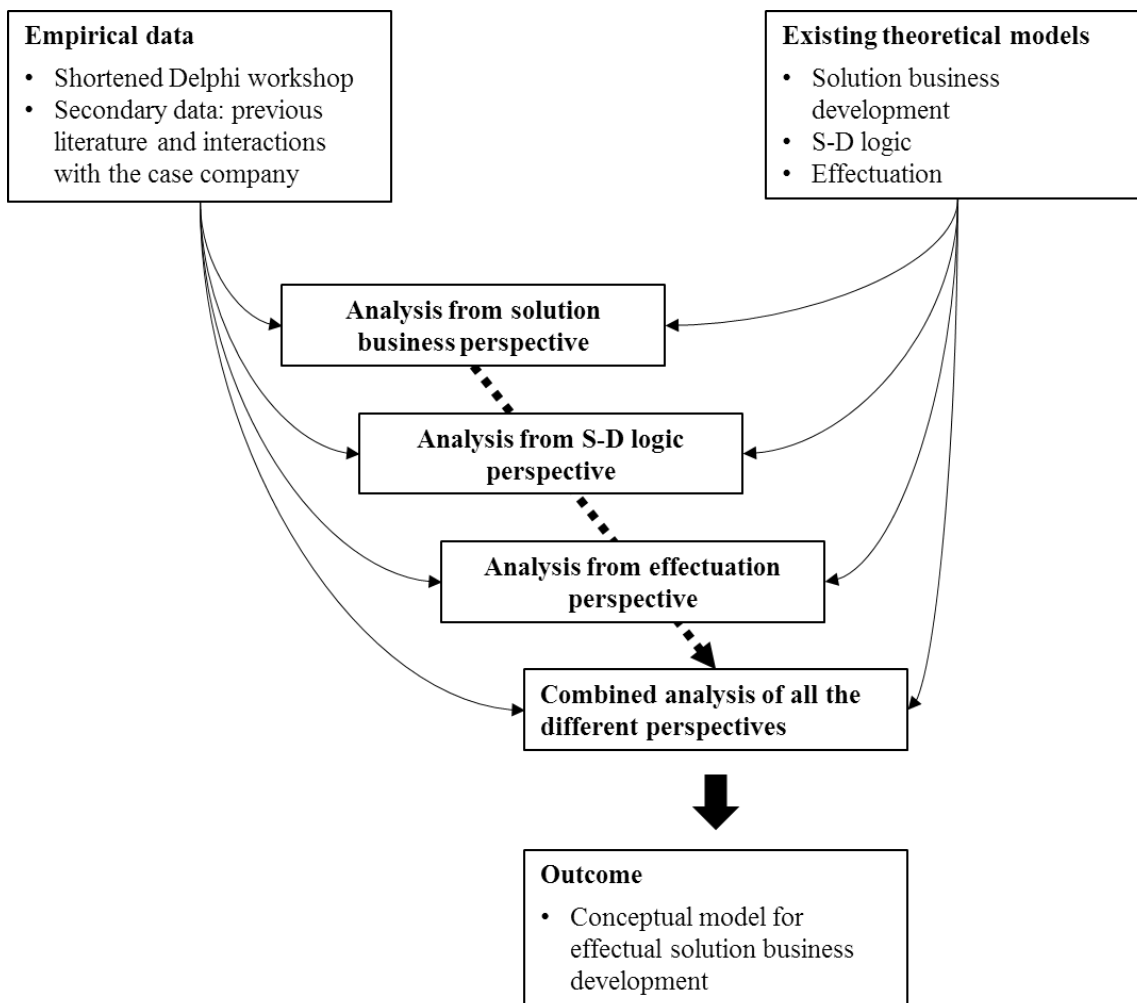 Empirical data
• Shortened Delphi workshop
• Secondary data: previous
literature and interactions
with the case company
Existing theoretical models
• Solution business
development
• S-D logic
• Effectuation
Analysis from solution
business perspective
Analysis from S-D logic
perspective
Analysis from effectuation
perspective
Combined analysis of all the
different perspectives
Outcome
• Conceptual model for
effectual solution business
development